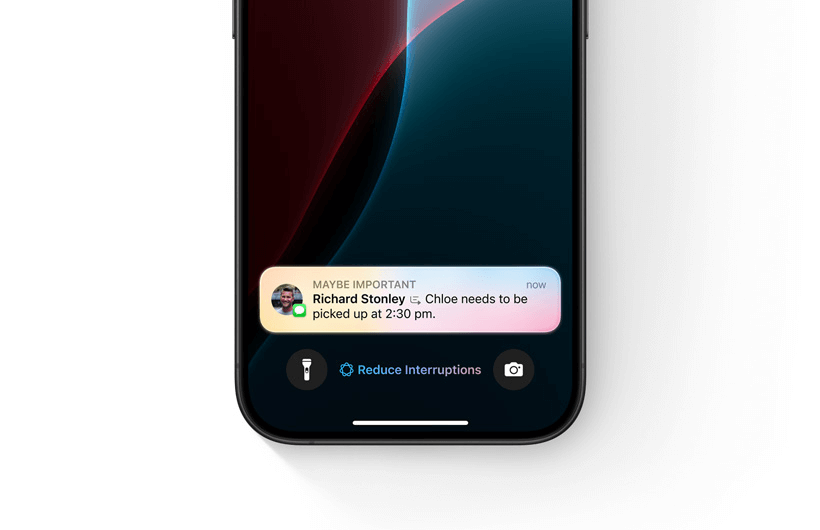 MAYBE IMPORTANT
now
Richard Stonley Chloe needs to be
picked up at 2:30 pm.
Reduce Interruptions